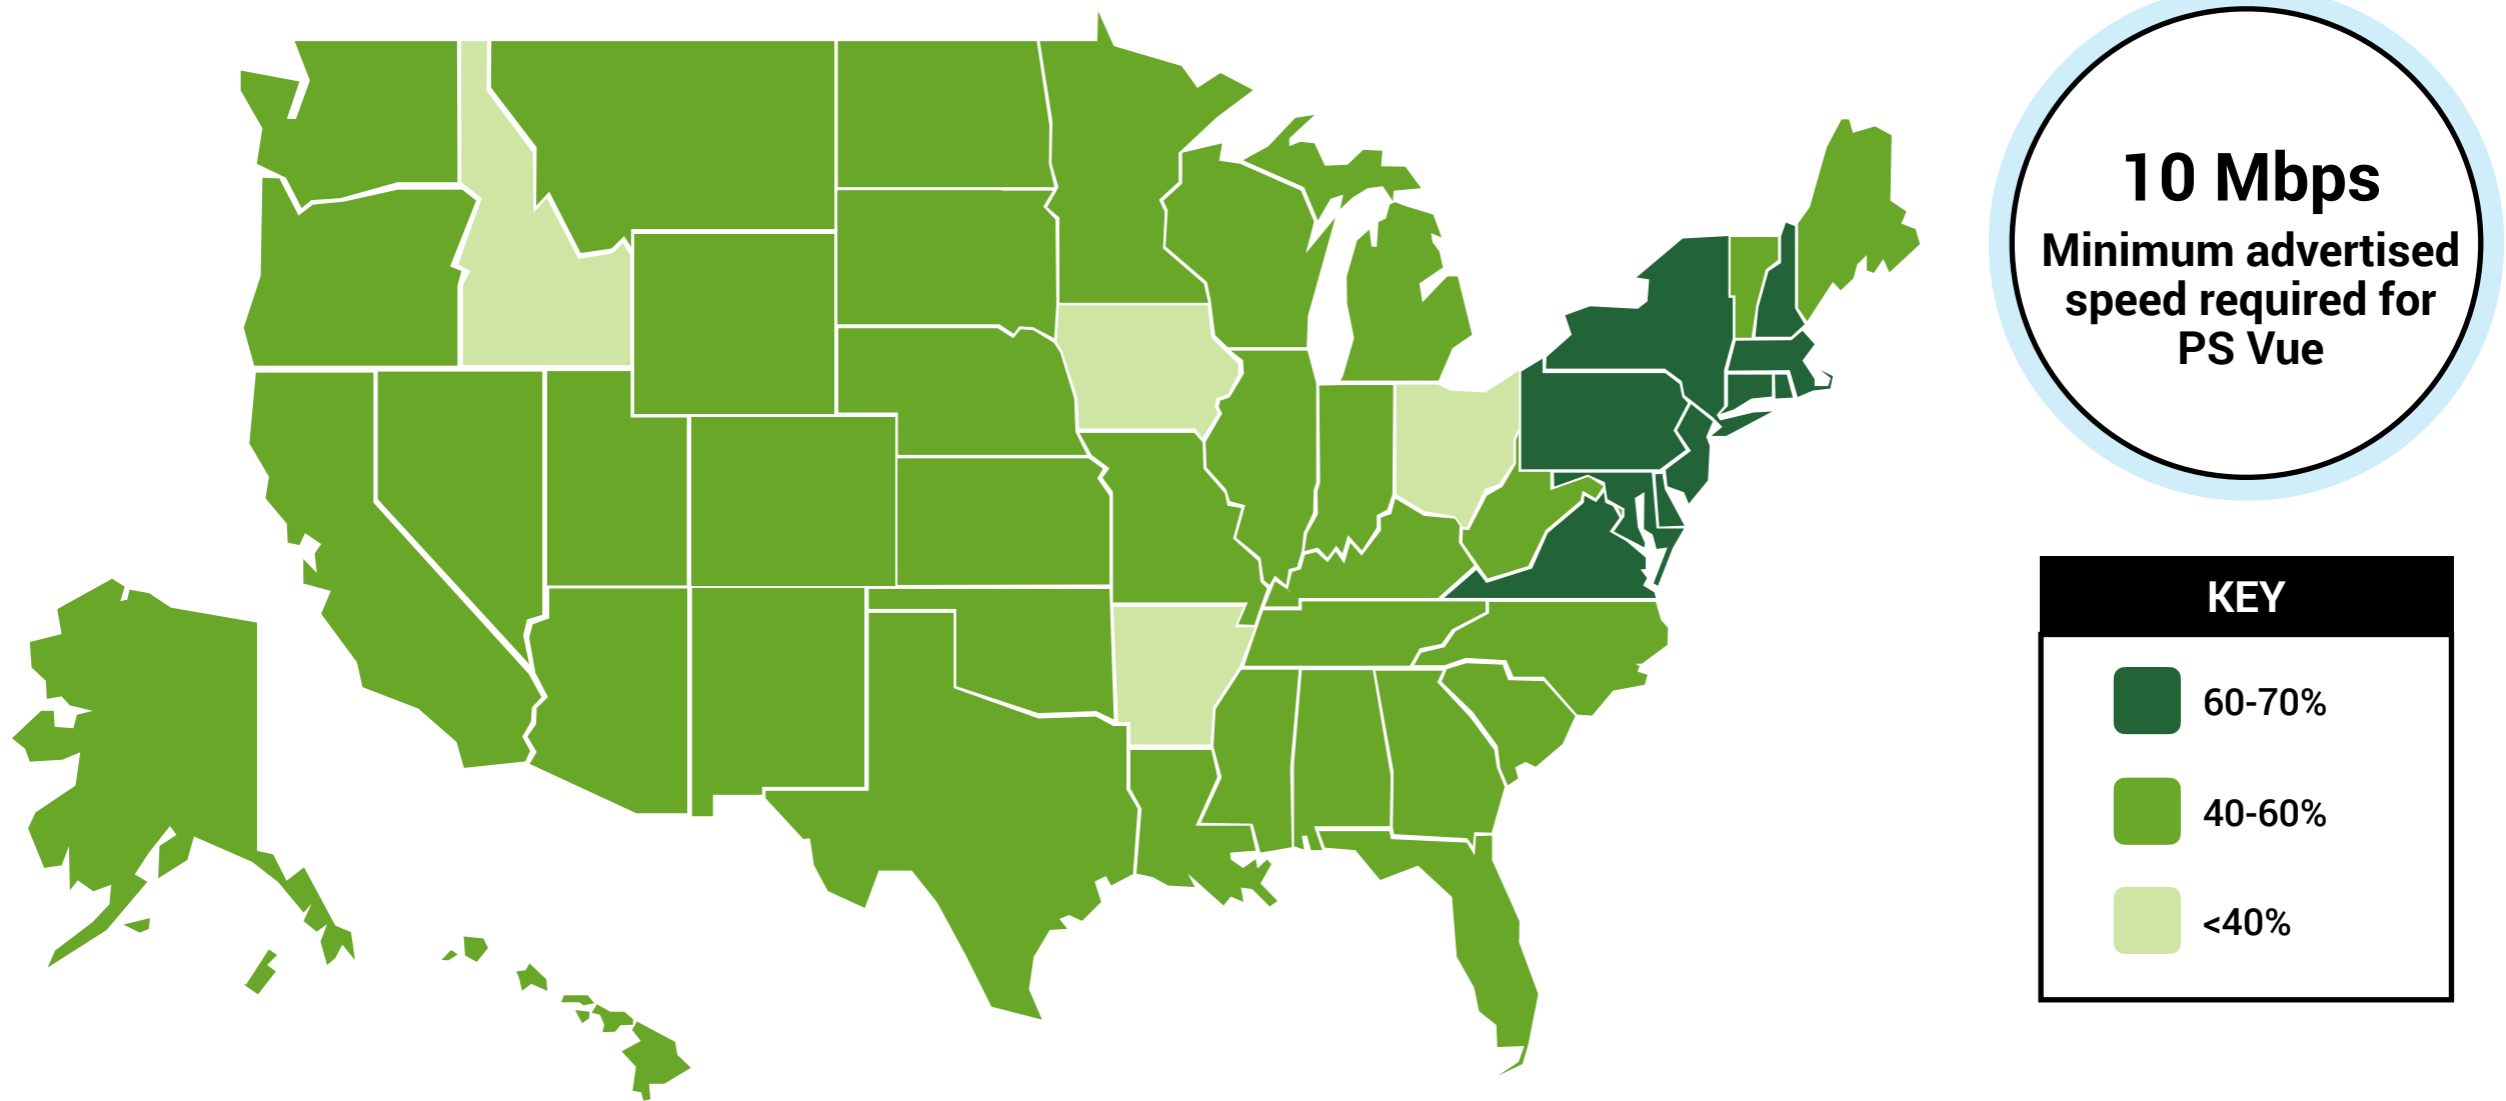 10 Mbps
Minimum advertised
speed required for
PS Vue
KEY
60-70%
40-60%
<40%